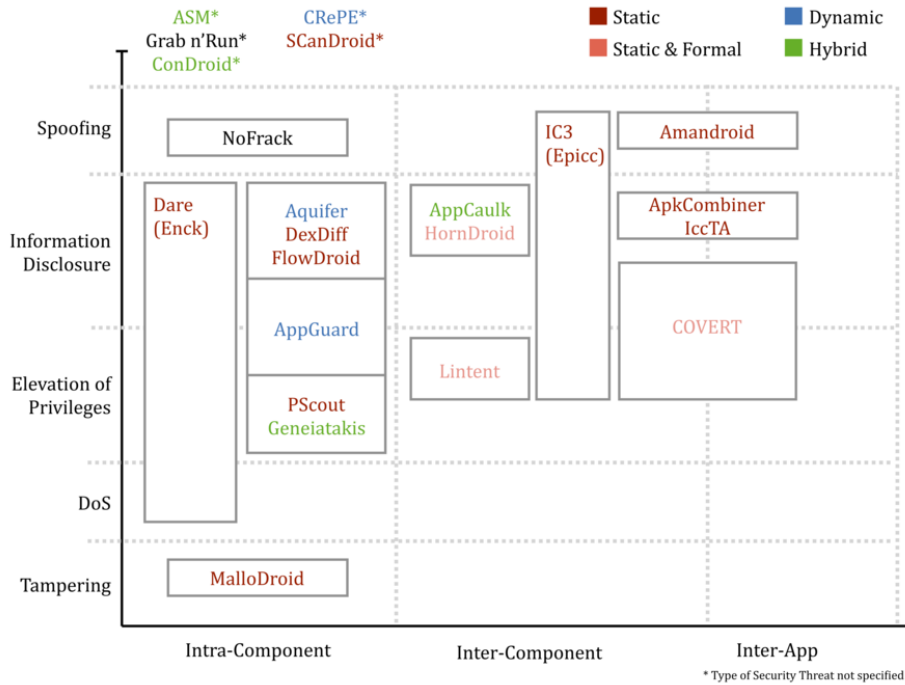 ASM*
Grab n'Run*
ConDroid*
CRePE*
SCanDroid*
Static
Static & Formal
Dynamic
Hybrid
Spoofing
NoFrack
IC3
(Epicc)
Amandroid
Information
Disclosure
Dare
(Enck)
Aquifer
DexDiff
FlowDroid
AppCaulk
HornDroid
ApkCombiner
IccTA
AppGuard
COVERT
Elevation of
Privileges
Lintent
PScout
Geneiatakis
DoS
Tampering
MalloDroid
Intra-Component
Inter-Component
Inter-App
* Type of Security Threat not specified